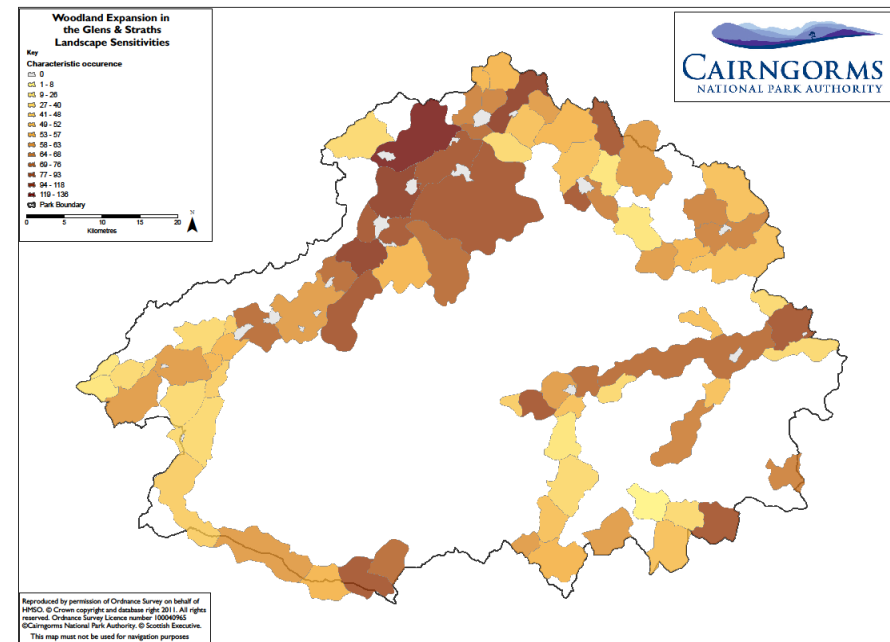 Woodland Expansion in
the Glens & Straths
Landscape Sensitivities
Key
Characteristic occurence
0
1 - 8
9 - 26
27 - 40
41 - 48
49 - 52
53 - 57
58 - 63
64 - 68
69 - 76
77 - 93
94 - 118
119 - 136
Park Boundary
N
0 5 10 15 20
Kilometres
CAIRNGORMS
NATIONAL PARK AUTHORITY
Reproduced by permission of Ordnance Survey on behalf of
HMSO. © Crown copyright and database right 2011. All rights
reserved. Ordnance Survey Licence number 100040965
©Cairngorms National Park Authority. © Scottish Executive.
This map must not be used for navigation purposes